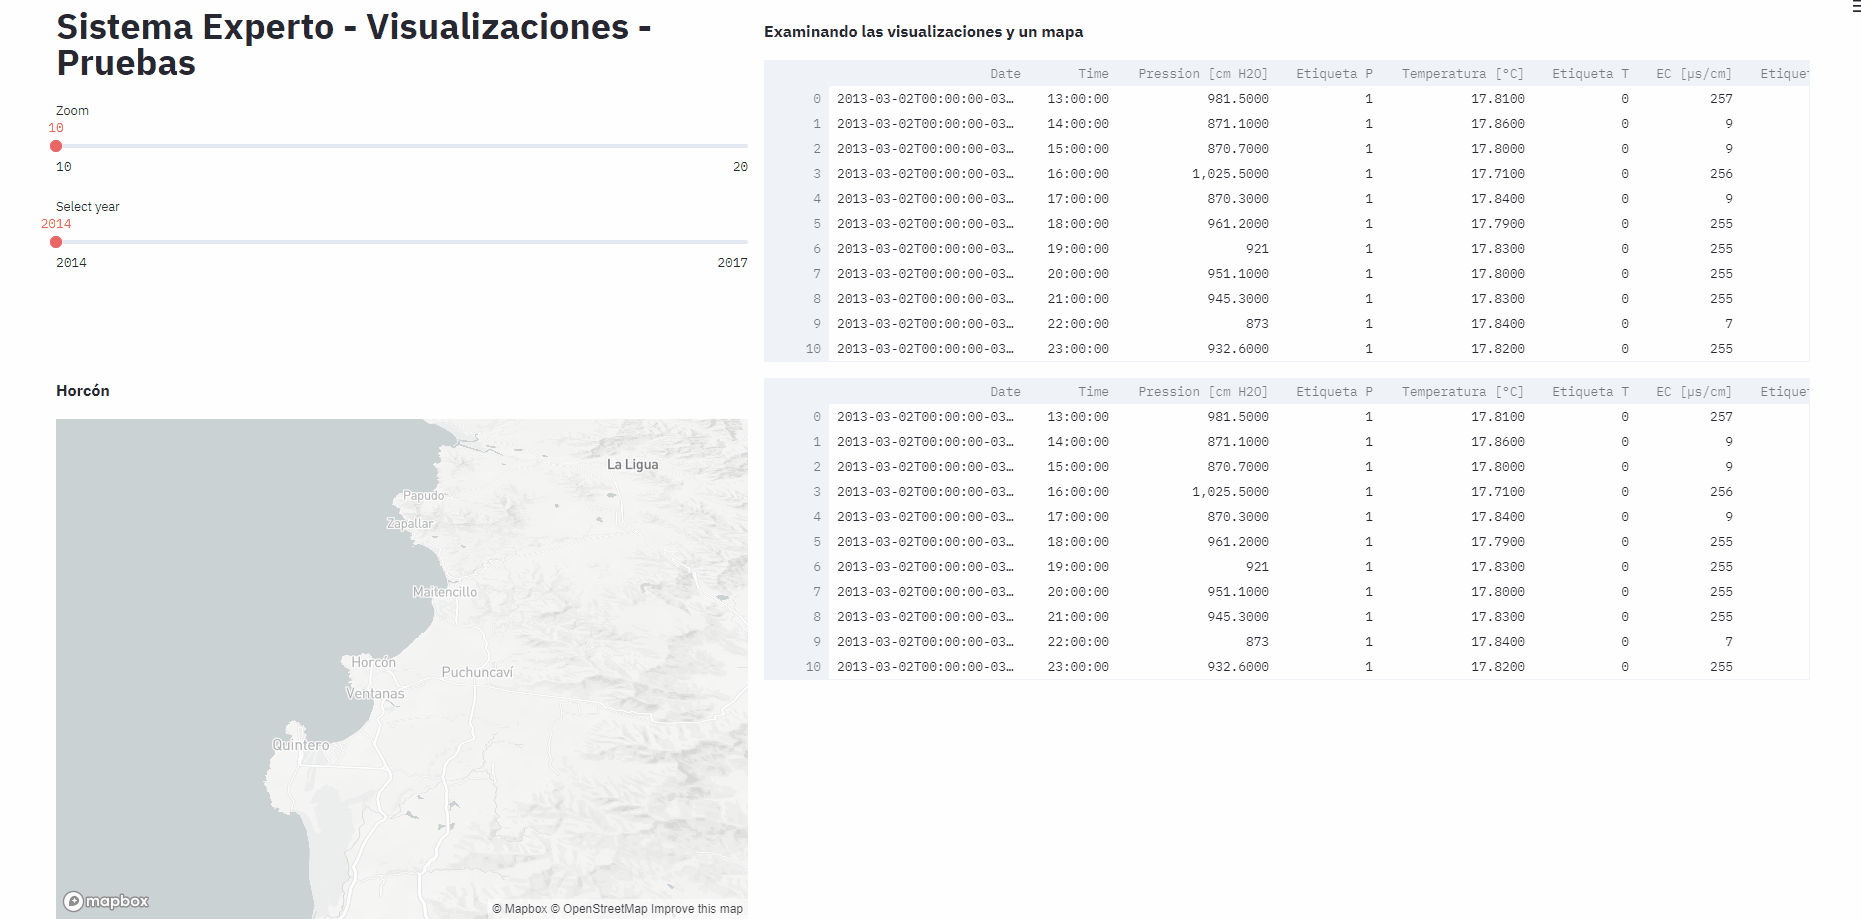 Sistema Experto - Visualizaciones -
Pruebas
Zoom
10
10 20
Select year
2014
2014 2017
Horcón
La Ligua
Papudo
Zapallar
Maitencillo
Horcón
Puchuncaví
Ventanas
Quintero
mapbox
© Mapbox © OpenStreetMap Improve this map
Examinando las visualizaciones y un mapa
Date Time Pression [cm H2O] Etiqueta P Temperatura [°C] Etiqueta T EC [µs/cm] Etique
0 2013-03-02T00:00:00-03… 13:00:00 981.5000 1 17.8100 0 257
1 2013-03-02T00:00:00-03… 14:00:00 871.1000 1 17.8600 0 9
2 2013-03-02T00:00:00-03… 15:00:00 870.7000 1 17.8000 0 9
3 2013-03-02T00:00:00-03… 16:00:00 1,025.5000 1 17.7100 0 256
4 2013-03-02T00:00:00-03… 17:00:00 870.3000 1 17.8400 0 9
5 2013-03-02T00:00:00-03… 18:00:00 961.2000 1 17.7900 0 255
6 2013-03-02T00:00:00-03… 19:00:00 921 1 17.8300 0 255
7 2013-03-02T00:00:00-03… 20:00:00 951.1000 1 17.8000 0 255
8 2013-03-02T00:00:00-03… 21:00:00 945.3000 1 17.8300 0 255
9 2013-03-02T00:00:00-03… 22:00:00 873 1 17.8400 0 7
10 2013-03-02T00:00:00-03… 23:00:00 932.6000 1 17.8200 0 255
Date Time Pression [cm H2O] Etiqueta P Temperatura [°C] Etiqueta T EC [µs/cm] Etique
0 2013-03-02T00:00:00-03… 13:00:00 981.5000 1 17.8100 0 257
1 2013-03-02T00:00:00-03… 14:00:00 871.1000 1 17.8600 0 9
2 2013-03-02T00:00:00-03… 15:00:00 870.7000 1 17.8000 0 9
3 2013-03-02T00:00:00-03… 16:00:00 1,025.5000 1 17.7100 0 256
4 2013-03-02T00:00:00-03… 17:00:00 870.3000 1 17.8400 0 9
5 2013-03-02T00:00:00-03… 18:00:00 961.2000 1 17.7900 0 255
6 2013-03-02T00:00:00-03… 19:00:00 921 1 17.8300 0 255
7 2013-03-02T00:00:00-03… 20:00:00 951.1000 1 17.8000 0 255
8 2013-03-02T00:00:00-03… 21:00:00 945.3000 1 17.8300 0 255
9 2013-03-02T00:00:00-03… 22:00:00 873 1 17.8400 0 7
10 2013-03-02T00:00:00-03… 23:00:00 932.6000 1 17.8200 0 255